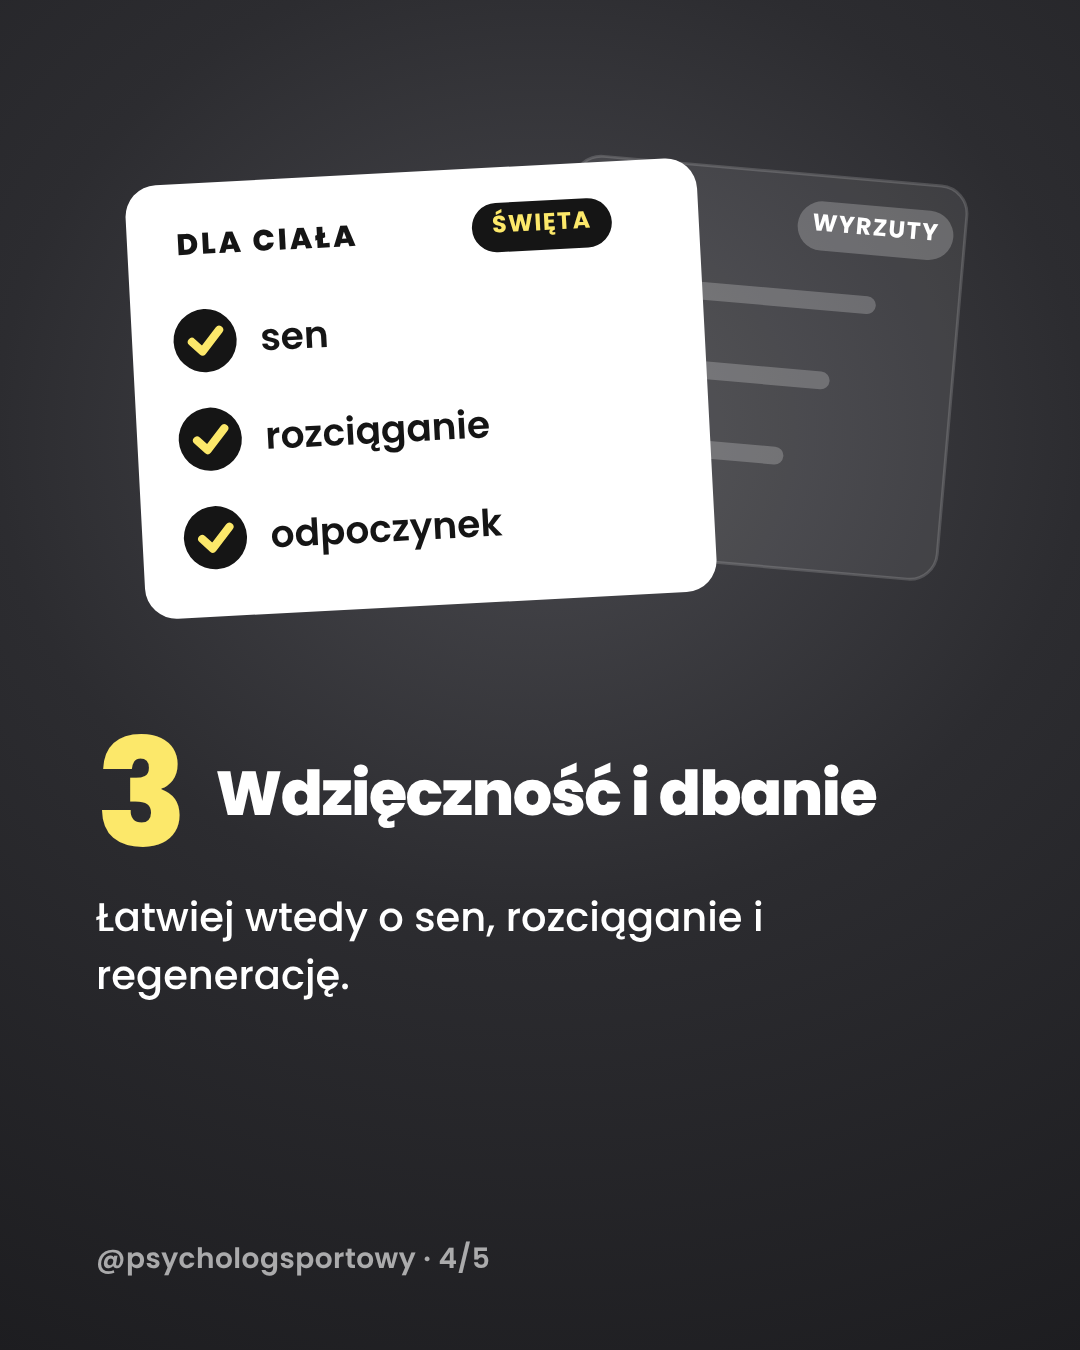 DLA CIAŁA
ŚWIĘTA
WYRZUTY
sen
rozciąganie
odpoczynek
3 Wdzięczność i dbanie
Łatwiej wtedy o sen, rozciąganie i
regenerację.
@psychologsportowy · 4/5